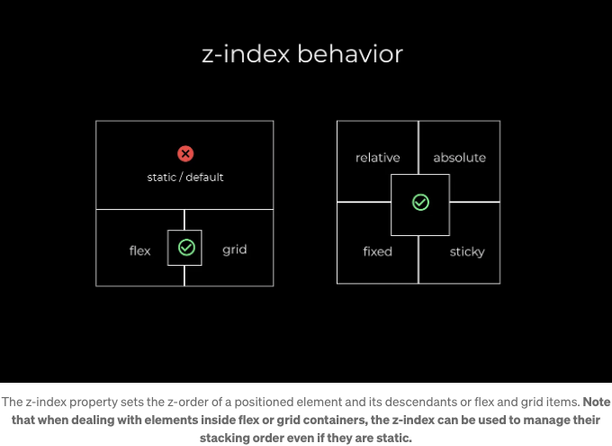 z-index behavior
static / default
flex
grid
relative
absolute
fixed
sticky
The z-index property sets the z-order of a positioned element and its descendants or flex and grid items. Note
that when dealing with elements inside flex or grid containers, the z-index can be used to manage their
stacking order even if they are static.